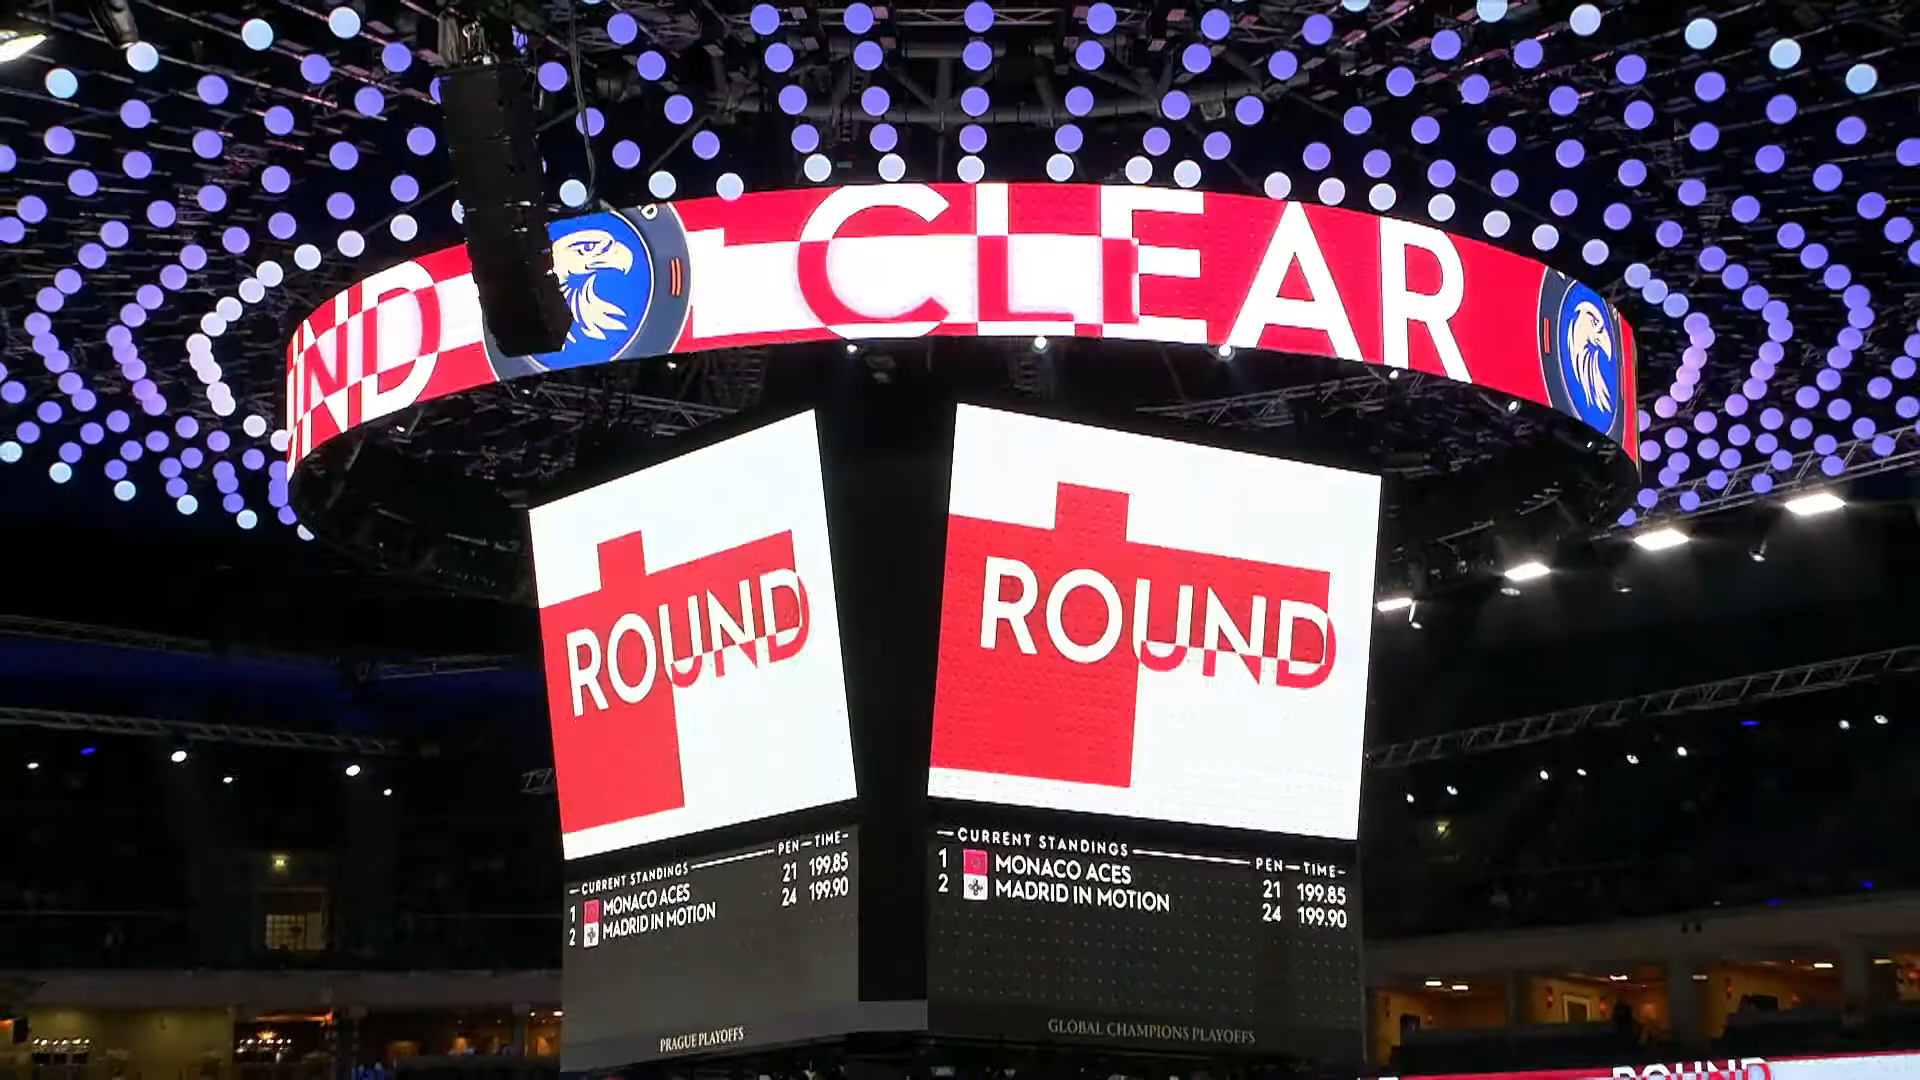 ROUND
CLEAR
ROUND
CURRENT STANDINGS PEN TIME
1 MONACO ACES 21 199.85
2 MADRID IN MOTION 24 199.90
PRAGUE PLAYOFFS
ROUND
CURRENT STANDINGS PEN TIME
1 MONACO ACES 21 199.85
2 MADRID IN MOTION 24 199.90
GLOBAL CHAMPIONS PLAYOFFS
ROUND